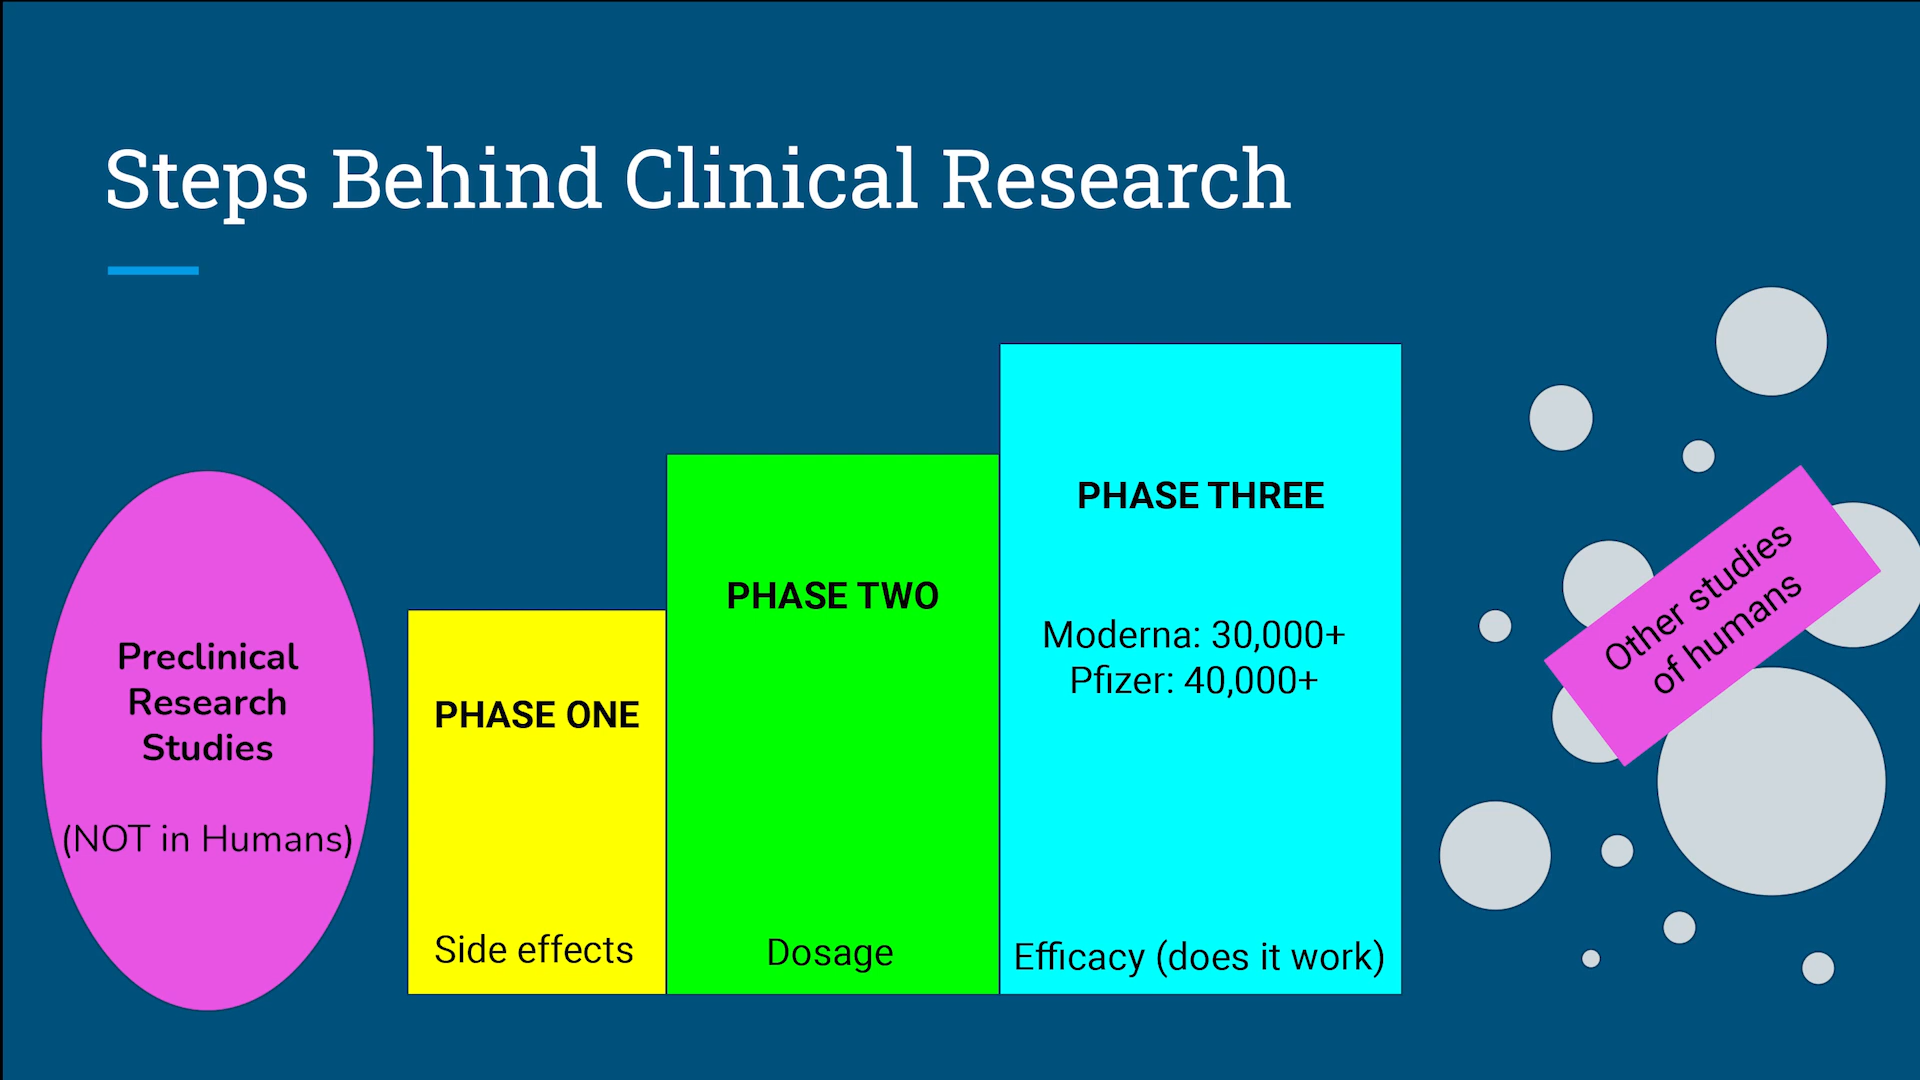 Steps Behind Clinical Research
Preclinical
Research
Studies
(NOT in Humans)
PHASE ONE
Side effects
PHASE TWO
Dosage
PHASE THREE
Moderna: 30,000+
Pfizer: 40,000+
Efficacy (does it work)
Other studies
of humans